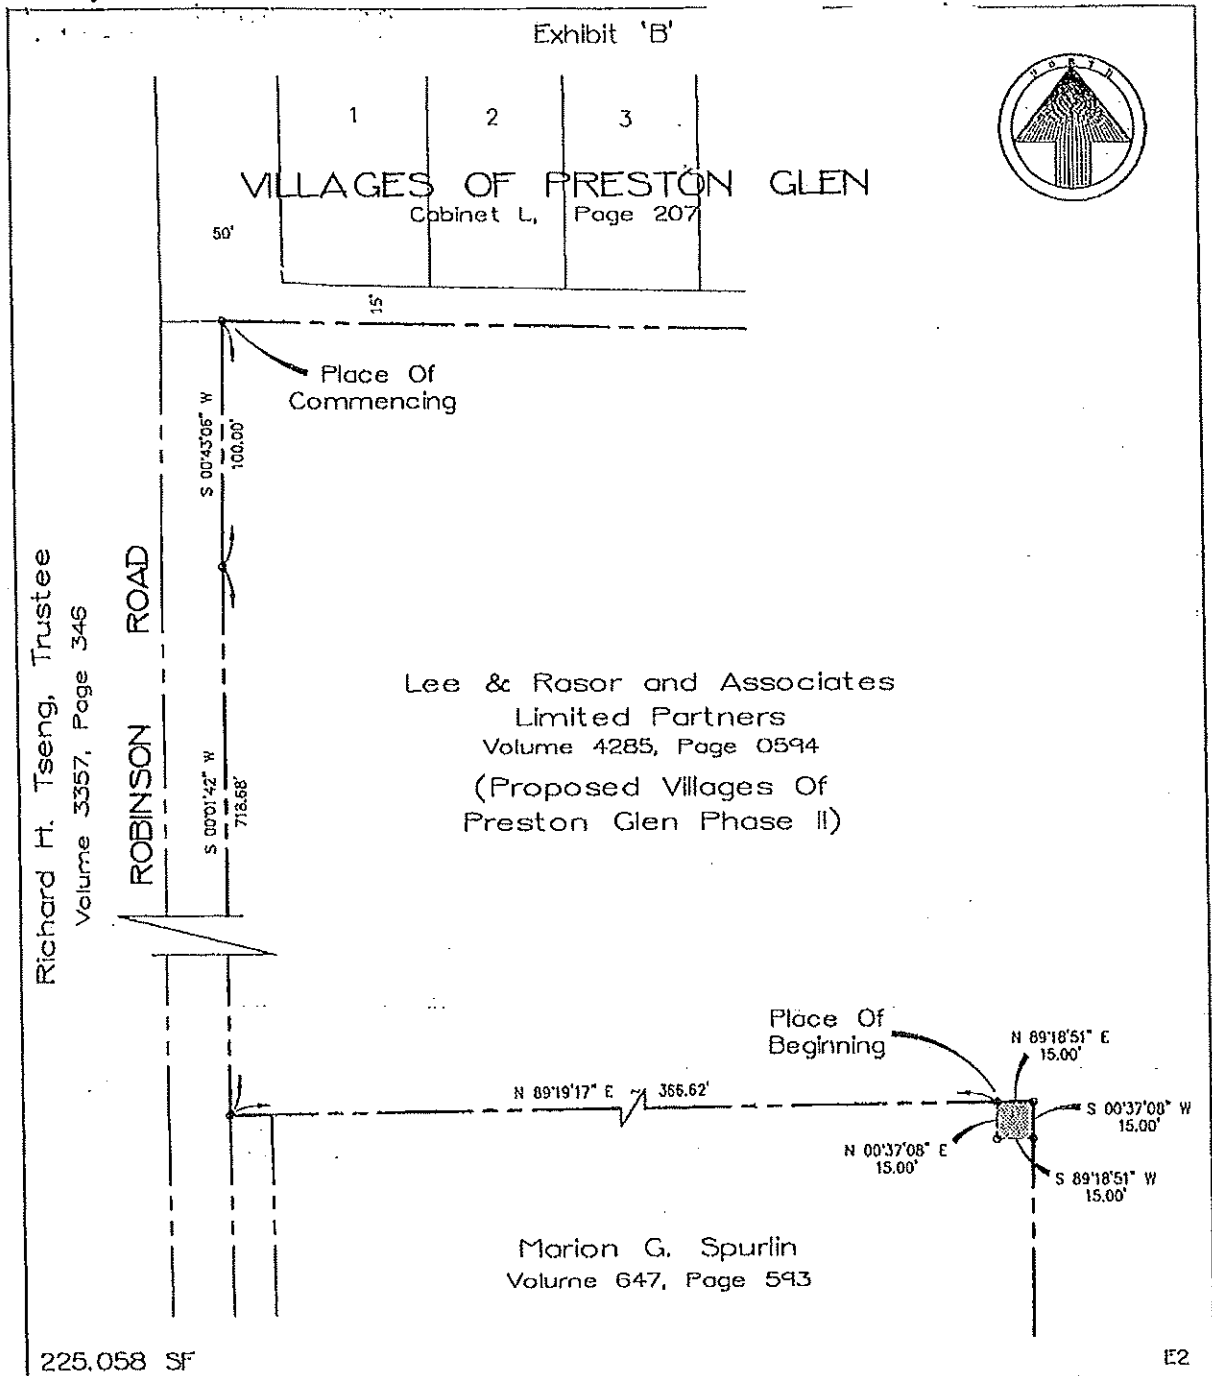 Exhibit 'B'
NORTH
1
2
3
VILLAGES OF PRESTON GLEN
Cabinet L, Page 207
50'
15'
Place Of
Commencing
S 00°43'06" W
100.00'
Richard H. Tseng, Trustee
Volume 3357, Page 346
ROBINSON ROAD
Lee & Rasor and Associates
Limited Partners
Volume 4285, Page 0594
(Proposed Villages Of
Preston Glen Phase II)
S 00°01'42" W
Place Of
Beginning
N 89°18'51" E
15.00'
N 89°19'17" E ~ 366.62'
S 00°37'08" W
15.00'
N 00°37'08" E
15.00'
S 89°18'51" W
15.00'
Marion G. Spurlin
Volume 647, Page 593
225.058 SF
E2